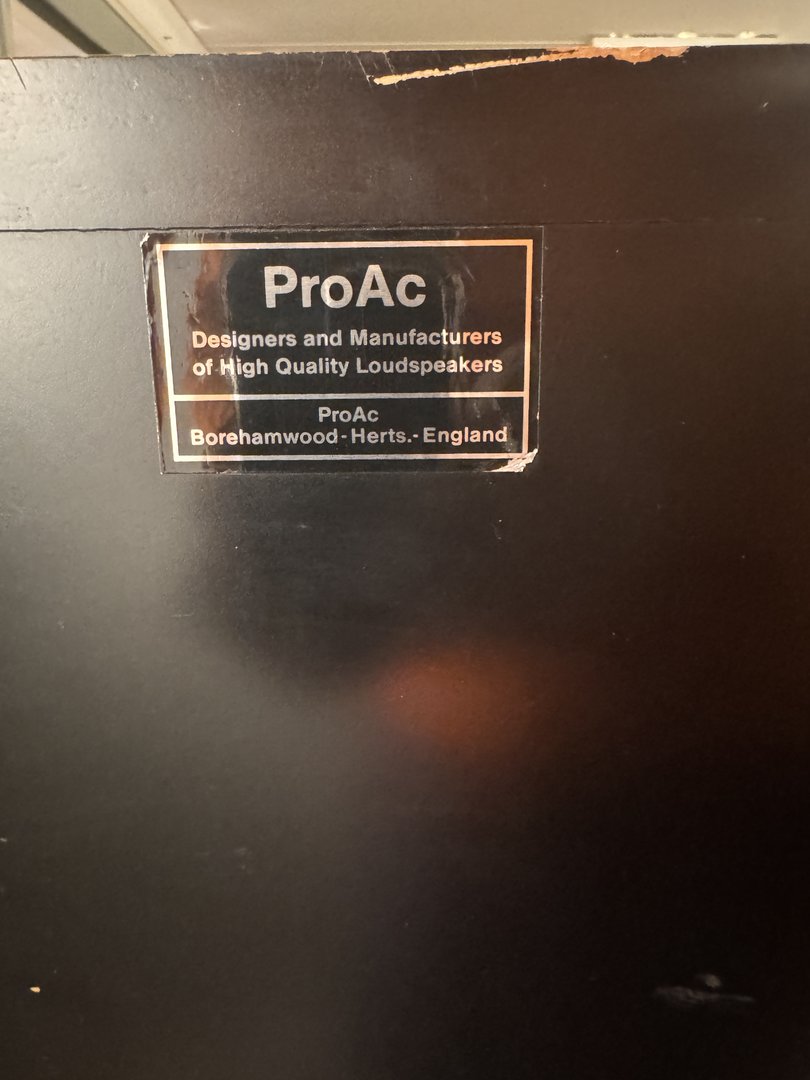 ProAc
Designers and Manufacturers
of High Quality Loudspeakers
ProAc
Borehamwood-Herts.-England